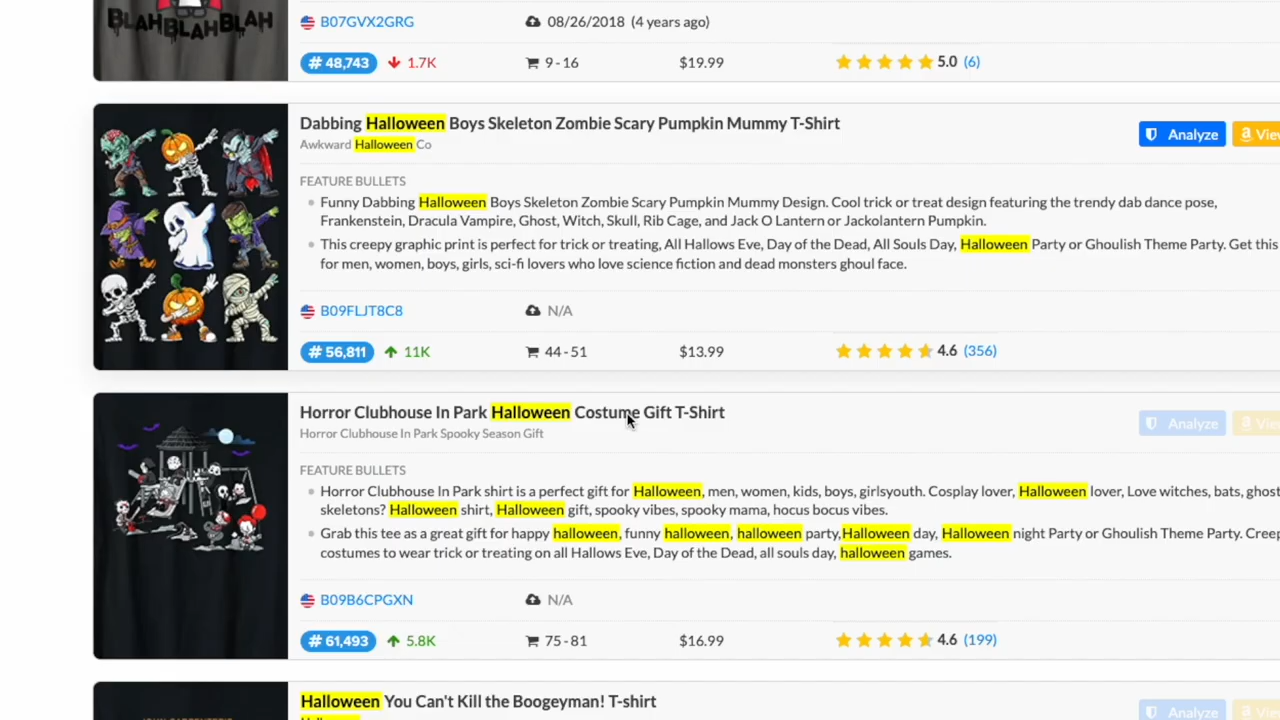 BLAHBLAHBLAH
B07GVX2GRG
08/26/2018 (4 years ago)
# 48,743
1.7K
9-16
$19.99
5.0 (6)
Dabbing Halloween Boys Skeleton Zombie Scary Pumpkin Mummy T-Shirt
Awkward Halloween Co
Analyze
View
FEATURE BULLETS
Funny Dabbing Halloween Boys Skeleton Zombie Scary Pumpkin Mummy Design. Cool trick or treat design featuring the trendy dab dance pose,
Frankenstein, Dracula Vampire, Ghost, Witch, Skull, Rib Cage, and Jack O Lantern or Jackolantern Pumpkin.
This creepy graphic print is perfect for trick or treating, All Hallows Eve, Day of the Dead, All Souls Day, Halloween Party or Ghoulish Theme Party. Get this
for men, women, boys, girls, sci-fi lovers who love science fiction and dead monsters ghoul face.
B09FLJT8C8
N/A
# 56,811
11K
44-51
$13.99
4.6 (356)
Horror Clubhouse In Park Halloween Costume Gift T-Shirt
Horror Clubhouse In Park Spooky Season Gift
Analyze
View
FEATURE BULLETS
Horror Clubhouse In Park shirt is a perfect gift for Halloween, men, women, kids, boys, girlsyouth. Cosplay lover, Halloween lover, Love witches, bats, ghost
skeletons? Halloween shirt, Halloween gift, spooky vibes, spooky mama, hocus bocus vibes.
Grab this tee as a great gift for happy halloween, funny halloween, halloween party,Halloween day, Halloween night Party or Ghoulish Theme Party. Creep
costumes to wear trick or treating on all Hallows Eve, Day of the Dead, all souls day, halloween games.
B09B6CPGXN
N/A
# 61,493
5.8K
75-81
$16.99
4.6 (199)
Halloween You Can't Kill the Boogeyman! T-shirt
Analyze